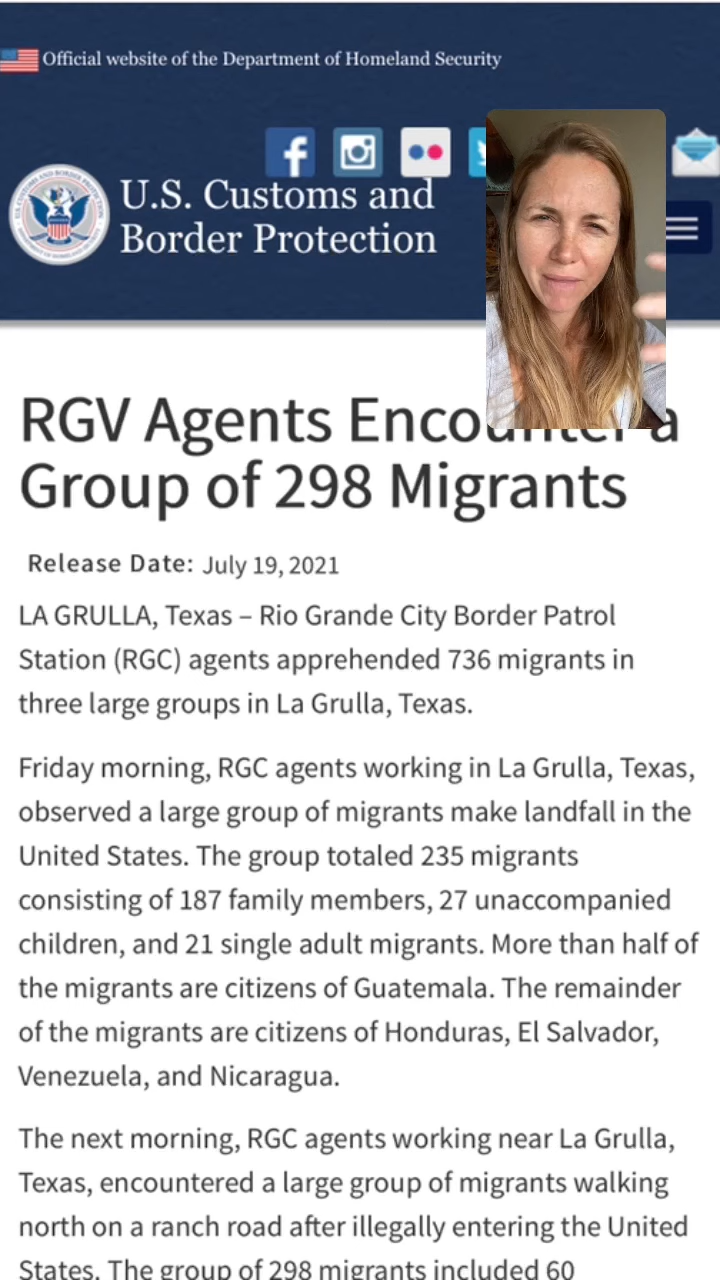 Official website of the Department of Homeland Security
U.S. Customs and
Border Protection
RGV Agents Encounter a
Group of 298 Migrants
Release Date: July 19, 2021
LA GRULLA, Texas – Rio Grande City Border Patrol
Station (RGC) agents apprehended 736 migrants in
three large groups in La Grulla, Texas.
Friday morning, RGC agents working in La Grulla, Texas,
observed a large group of migrants make landfall in the
United States. The group totaled 235 migrants
consisting of 187 family members, 27 unaccompanied
children, and 21 single adult migrants. More than half of
the migrants are citizens of Guatemala. The remainder
of the migrants are citizens of Honduras, El Salvador,
Venezuela, and Nicaragua.
The next morning, RGC agents working near La Grulla,
Texas, encountered a large group of migrants walking
north on a ranch road after illegally entering the United
States. The group of 298 migrants included 60